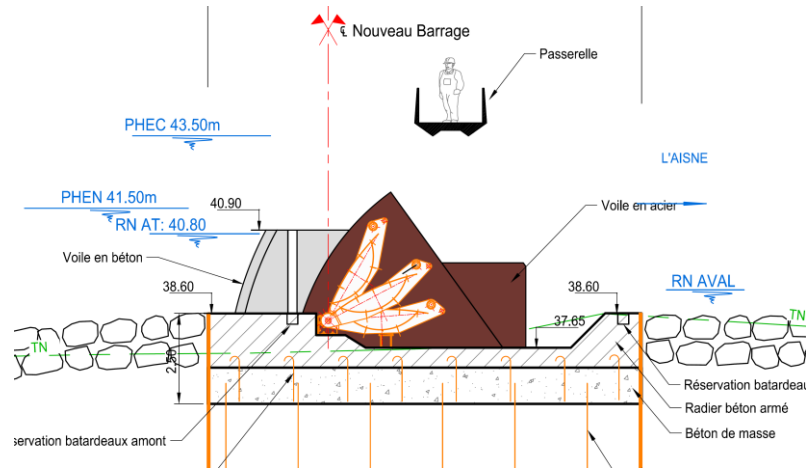 ℄ Nouveau Barrage
Passerelle
PHEC 43.50m
L'AISNE
PHEN 41.50m
40.90
RN AT: 40.80
Voile en acier
Voile en béton
RN AVAL
38.60
38.60
TN
37.65
TN
2.50
Réservation batardeau
Radier béton armé
servation batardeaux amont
Béton de masse